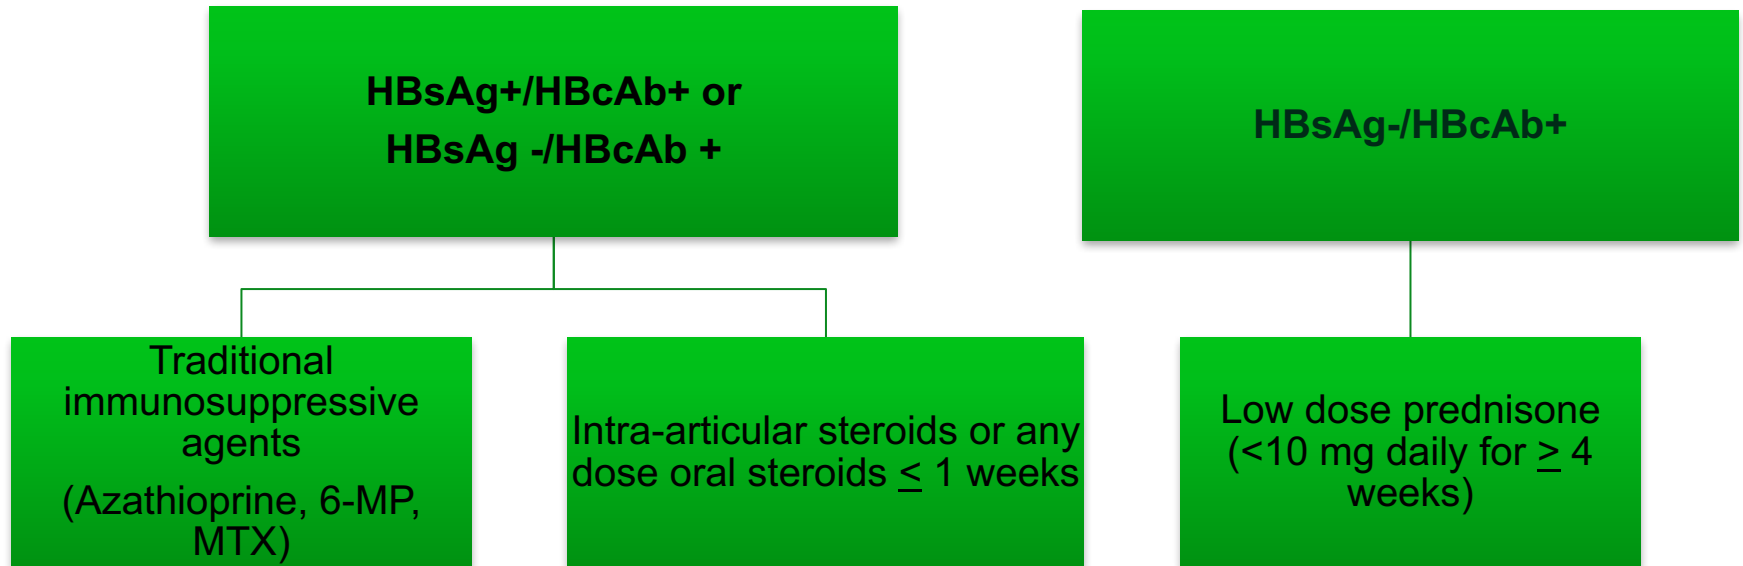 HBsAg+/HBcAb+ or
HBsAg -/HBcAb +
HBsAg-/HBcAb+
Traditional
immunosuppressive
agents
(Azathioprine, 6-MP,
MTX)
Intra-articular steroids or any
dose oral steroids < 1 weeks
Low dose prednisone
(<10 mg daily for > 4
weeks)